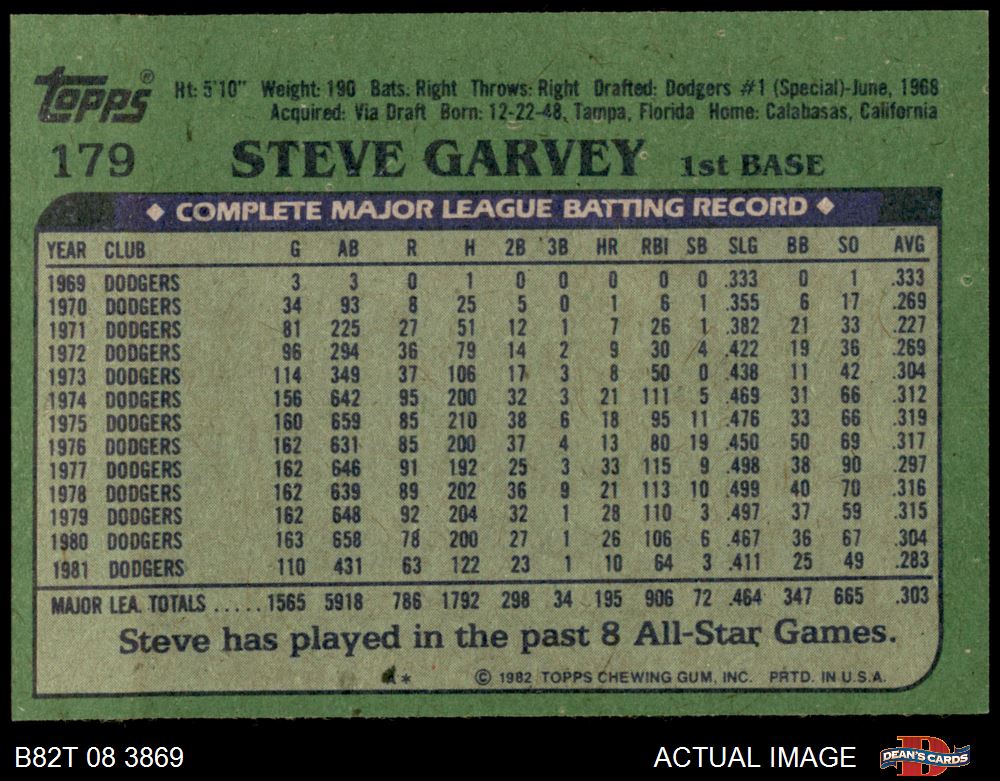 Topps®
Ht: 5'10" Weight: 190 Bats: Right Throws: Right Drafted: Dodgers #1 (Special)-June, 1968
Acquired: Via Draft Born: 12-22-48, Tampa, Florida Home: Calabasas, California
179 STEVE GARVEY 1st BASE
◆ COMPLETE MAJOR LEAGUE BATTING RECORD ◆
YEAR CLUB G AB R H 2B 3B HR RBI SB SLG BB SO AVG
1969 DODGERS 3 3 0 1 0 0 0 0 0 .333 0 1 .333
1970 DODGERS 34 93 8 25 5 0 1 6 1 .355 6 17 .269
1971 DODGERS 81 225 27 51 12 1 7 26 1 .382 21 33 .227
1972 DODGERS 96 294 36 79 14 2 9 30 4 .422 19 36 .269
1973 DODGERS 114 349 37 106 17 3 8 50 0 .438 11 42 .304
1974 DODGERS 156 642 95 200 32 3 21 111 5 .469 31 66 .312
1975 DODGERS 160 659 85 210 38 6 18 95 11 .476 33 66 .319
1976 DODGERS 162 631 85 200 37 4 13 80 19 .450 50 69 .317
1977 DODGERS 162 646 91 192 25 3 33 115 9 .498 38 90 .297
1978 DODGERS 162 639 89 202 36 9 21 113 10 .499 40 70 .316
1979 DODGERS 162 648 92 204 32 1 28 110 3 .497 37 59 .315
1980 DODGERS 163 658 78 200 27 1 26 106 6 .467 36 67 .304
1981 DODGERS 110 431 63 122 23 1 10 64 3 .411 25 49 .283
MAJOR LEA. TOTALS ..... 1565 5918 786 1792 298 34 195 906 72 .464 347 665 .303
Steve has played in the past 8 All-Star Games.
A* © 1982 TOPPS CHEWING GUM, INC. PRTD. IN U.S.A.
B82T 08 3869 ACTUAL IMAGE DEAN'S CARDS